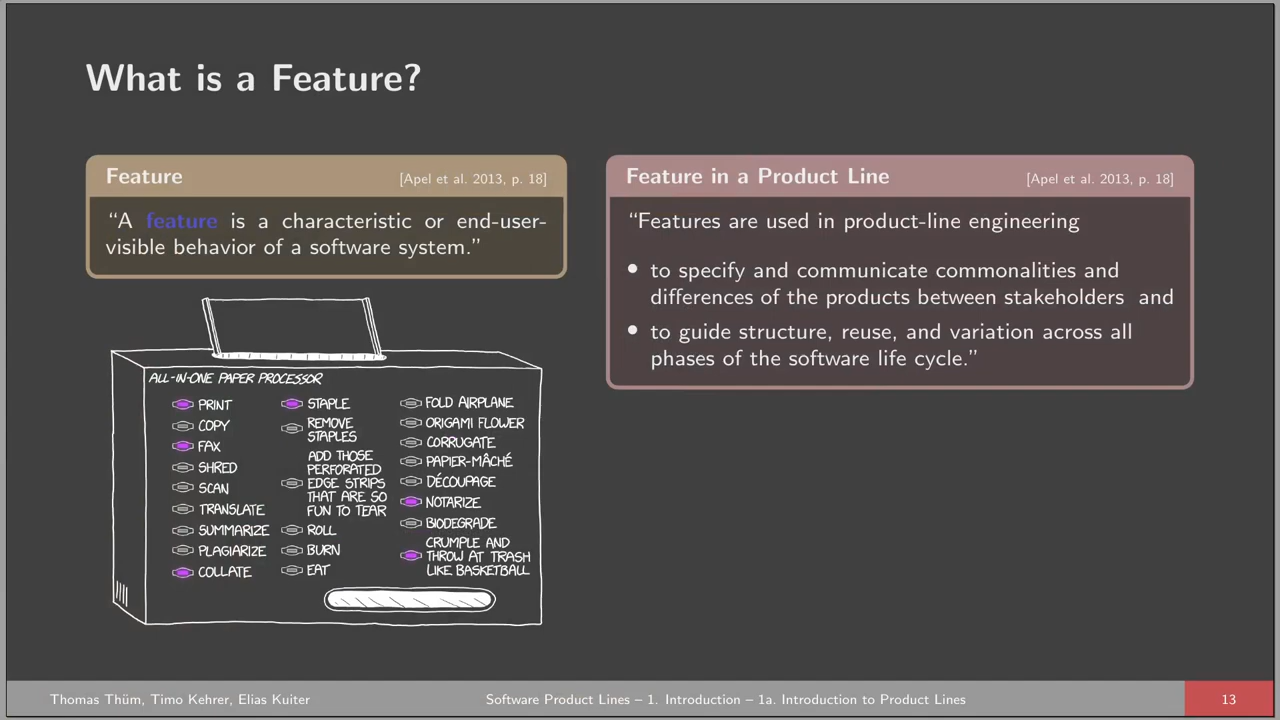 What is a Feature?
Feature [Apel et al. 2013, p. 18]
“A feature is a characteristic or end-user-
visible behavior of a software system.”
Feature in a Product Line [Apel et al. 2013, p. 18]
“Features are used in product-line engineering
• to specify and communicate commonalities and
differences of the products between stakeholders and
• to guide structure, reuse, and variation across all
phases of the software life cycle.”
ALL-IN-ONE PAPER PROCESSOR
PRINT
COPY
FAX
SHRED
SCAN
TRANSLATE
SUMMARIZE
PLAGIARIZE
COLLATE
STAPLE
REMOVE
STAPLES
ADD THOSE
PERFORATED
EDGE STRIPS
THAT ARE SO
FUN TO TEAR
ROLL
BURN
EAT
FOLD AIRPLANE
ORIGAMI FLOWER
CORRUGATE
PAPIER-MÂCHÉ
DÉCOUPAGE
NOTARIZE
BIODEGRADE
CRUMPLE AND
THROW AT TRASH
LIKE BASKETBALL
Thomas Thüm, Timo Kehrer, Elias Kuiter
Software Product Lines – 1. Introduction – 1a. Introduction to Product Lines
13